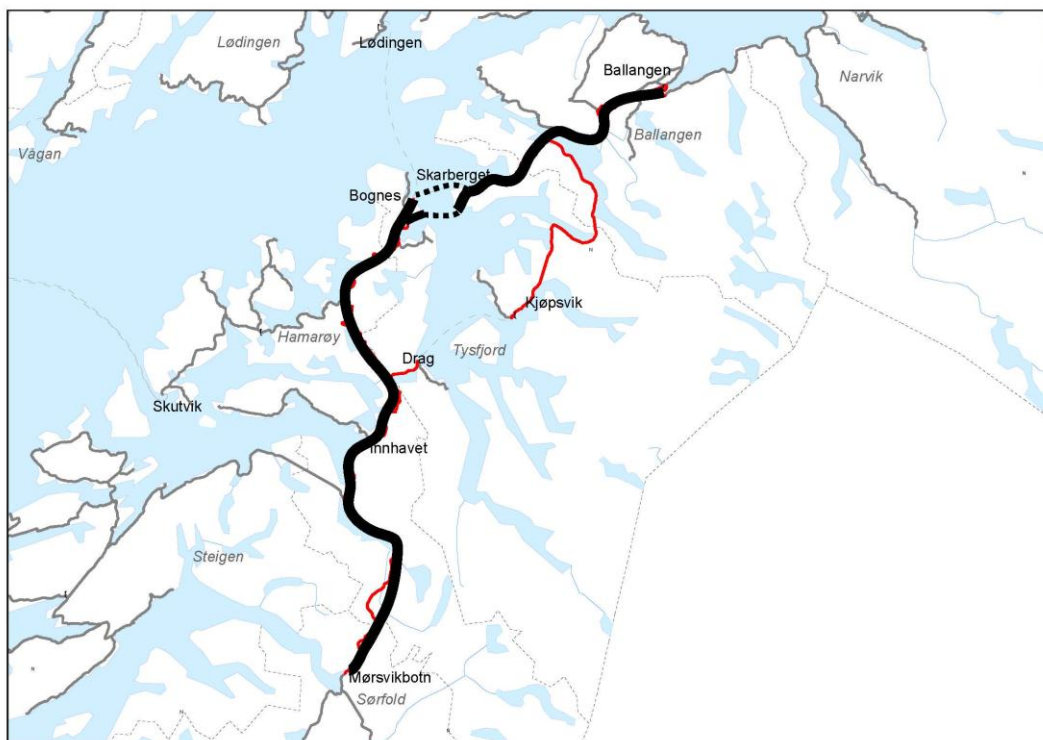 Lødingen
Lødingen
Ballangen
Narvik
Ballangen
Vågan
Skarberget
Bognes
Kjøpsvik
Hamarøy
Tysfjord
Drag
Skutvik
Innhavet
Steigen
Mørsvikbotn
Sørfold